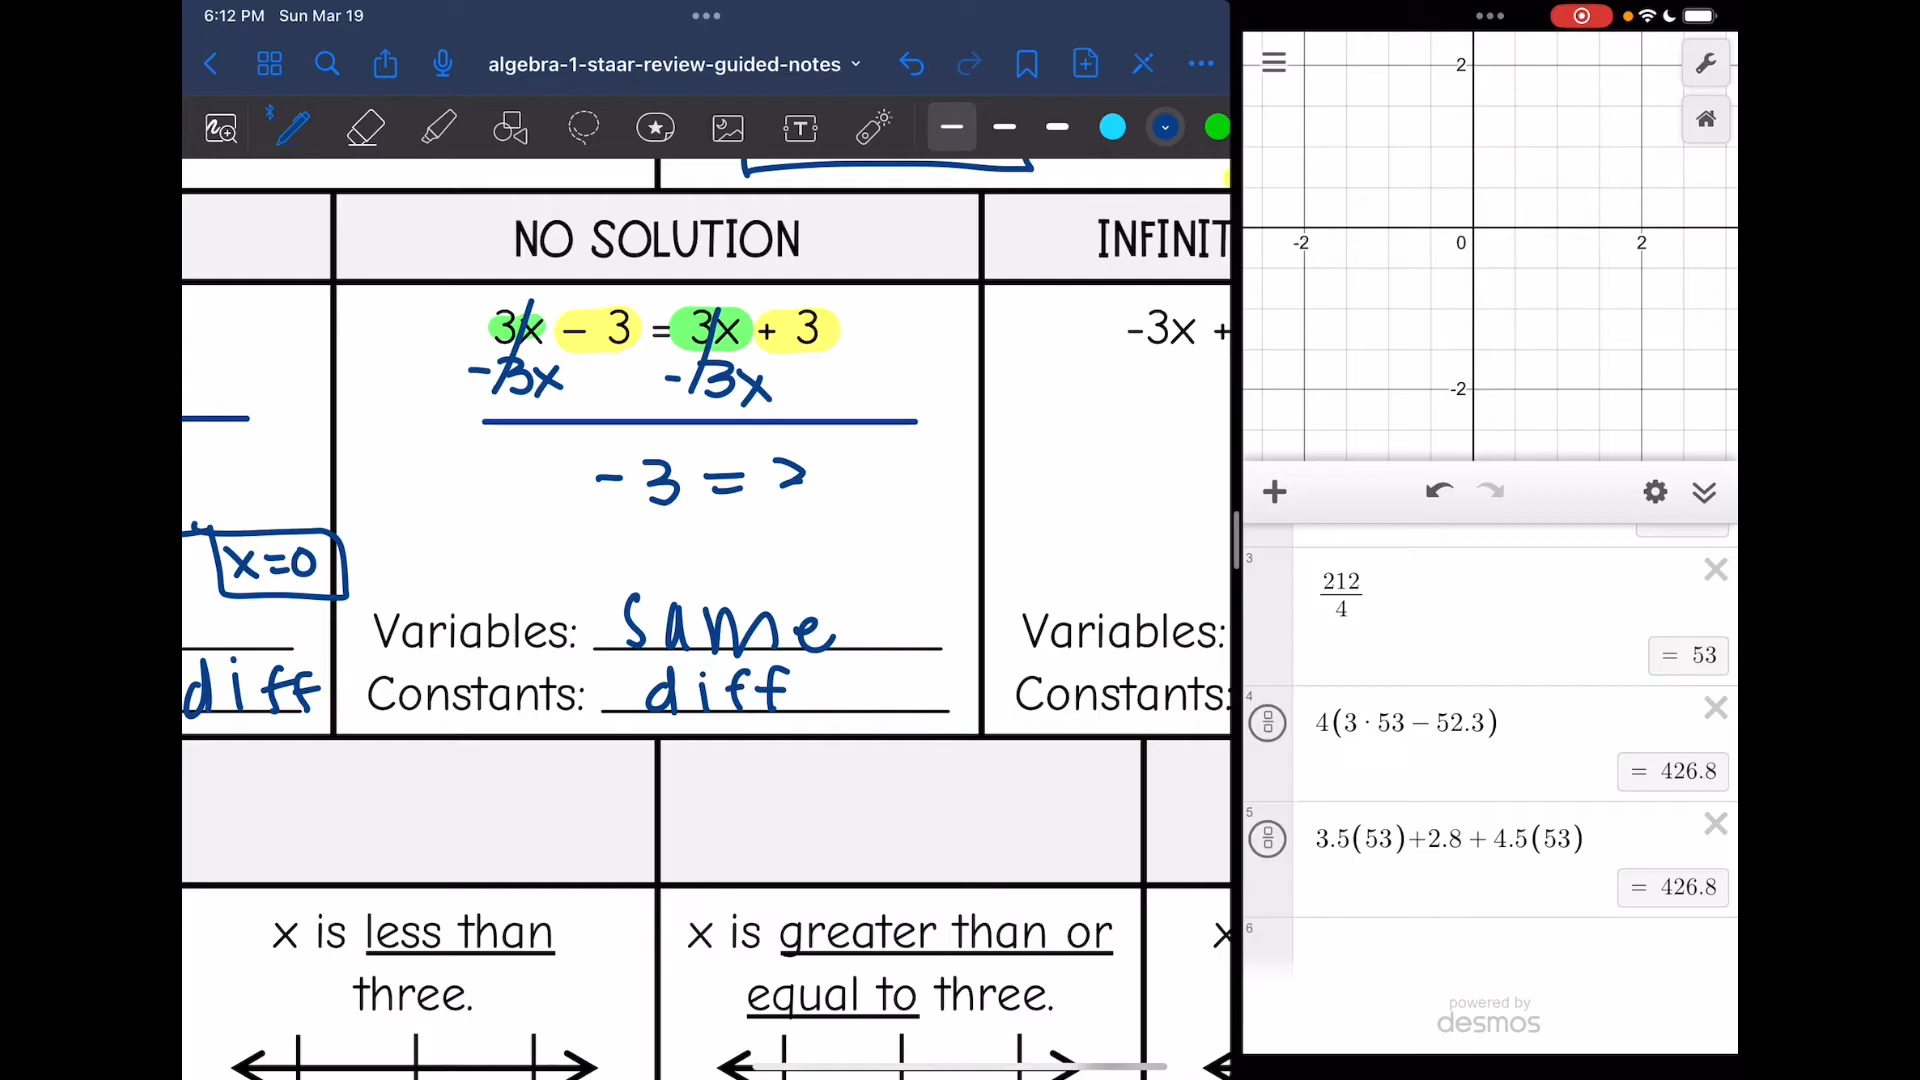 6:12 PM Sun Mar 19
algebra-1-staar-review-guided-notes
T
NO SOLUTION
INFINIT
3x − 3 = 3x + 3
-3x +
-3x -3x
-3 =
x=0
Variables: same
Variables:
diff
Constants: diff
Constants:
x is less than
three.
x is greater than or
equal to three.
x
2
-2 0 2
-2
3
212
4
= 53
4
4(3 · 53 − 52.3)
= 426.8
5
3.5(53)+2.8 + 4.5(53)
= 426.8
6
powered by
desmos